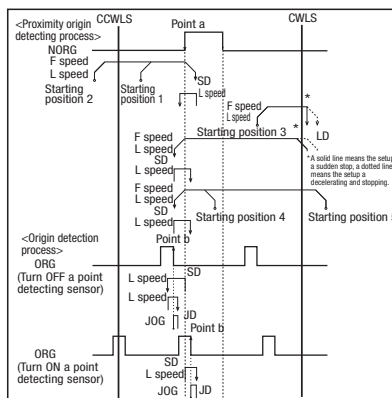 <Proximity origin
detecting process>
CCWLS
Point a
CWLS
NORG
F speed
L speed
SD
Starting
position 2
Starting
position 1
F speed
L speed
*
LD
F speed
L speed
Starting position 3
*
SD
L speed
*A solid line means the setup
a sudden stop, a dotted line
means the setup a
decelerating and stopping.
F speed
L speed
SD
L speed
Starting position 4
Starting position
<Origin detection
process>
Point b
ORG
(Turn OFF a point
detecting sensor)
SD
L speed
L speed
JOG
JD
Point b
ORG
(Turn ON a point
detecting sensor)
SD
L speed
JOG
JD